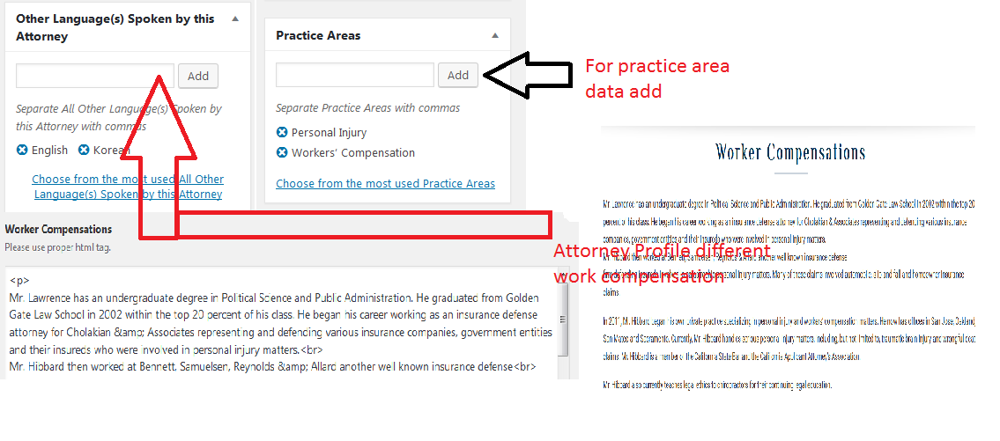 Other Language(s) Spoken by this
Attorney
Add
Separate All Other Language(s) Spoken by
this Attorney with commas
English Korean
Choose from the most used All Other
Language(s) Spoken by this Attorney
Practice Areas
Add
Separate Practice Areas with commas
Personal Injury
Workers' Compensation
Choose from the most used Practice Areas
For practice area
data add
Worker Compensations
Please use proper html tag.
<p>
Mr. Lawrence has an undergraduate degree in Political Science and Public Administration. He graduated from Golden
Gate Law School in 2002 within the top 20 percent of his class. He began his career working as an insurance defense
attorney for Cholakian &amp; Associates representing and defending various insurance companies, government entities
and their insureds who were involved in personal injury matters.<br>
Mr. Hibbard then worked at Bennett, Samuelsen, Reynolds &amp; Allard another well known insurance defense<br>
Attorney Profile different
work compensation
Worker Compensations
Mr. Lawrence has an undergraduate degree in Political Science and Public Administration. He graduated from Golden Gate Law School in 2002 within the top 20
percent of his class. He began his career working as an insurance defense attorney for Cholakian & Associates representing and defending various insurance
companies, government entities and their insureds who were involved in personal injury matters.
Mr. Hibbard then worked at Bennett, Samuelsen, Reynolds & Allard another well known insurance defense
firm defending insureds involved in personal injury matters. Many of these claims involved automobile, slip and fall and homeowner insurance
claims.
In 2011, Mr. Hibbard began his own private practice specializing in personal injury and workers' compensation matters. He now has offices in San Jose, Oakland,
San Mateo and Sacramento. Currently, Mr. Hibbard handles serious personal injury matters, including, but not limited to, traumatic brain injury and wrongful deat
claims. Mr. Hibbard is a member of the California State Bar and the California Applicant Attorney's Association.
Mr. Hibbard also currently teaches legal ethics to chiropractors for their continuing legal education.